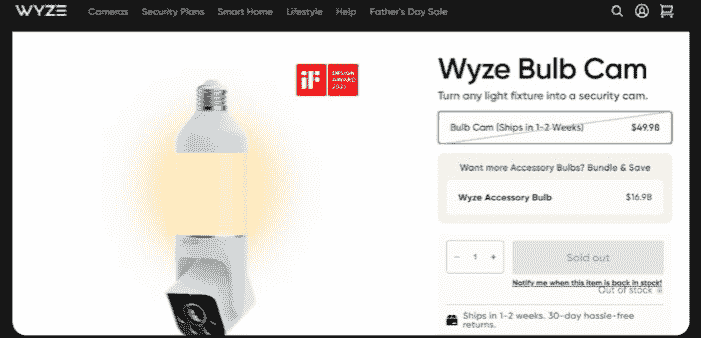 WYZE
Cameras Security Plans Smart Home Lifestyle Help Father's Day Sale
iF DESIGN AWARD
Wyze Bulb Cam
Turn any light fixture into a security cam.
Bulb Cam (Ships in 1-2 Weeks) $49.98
Want more Accessory Bulbs? Bundle & Save
Wyze Accessory Bulb $16.98
− 1 + Sold out
Notify me when this item is back in stock!
Out of stock
Ships in 1-2 weeks. 30-day hassle-free
returns.